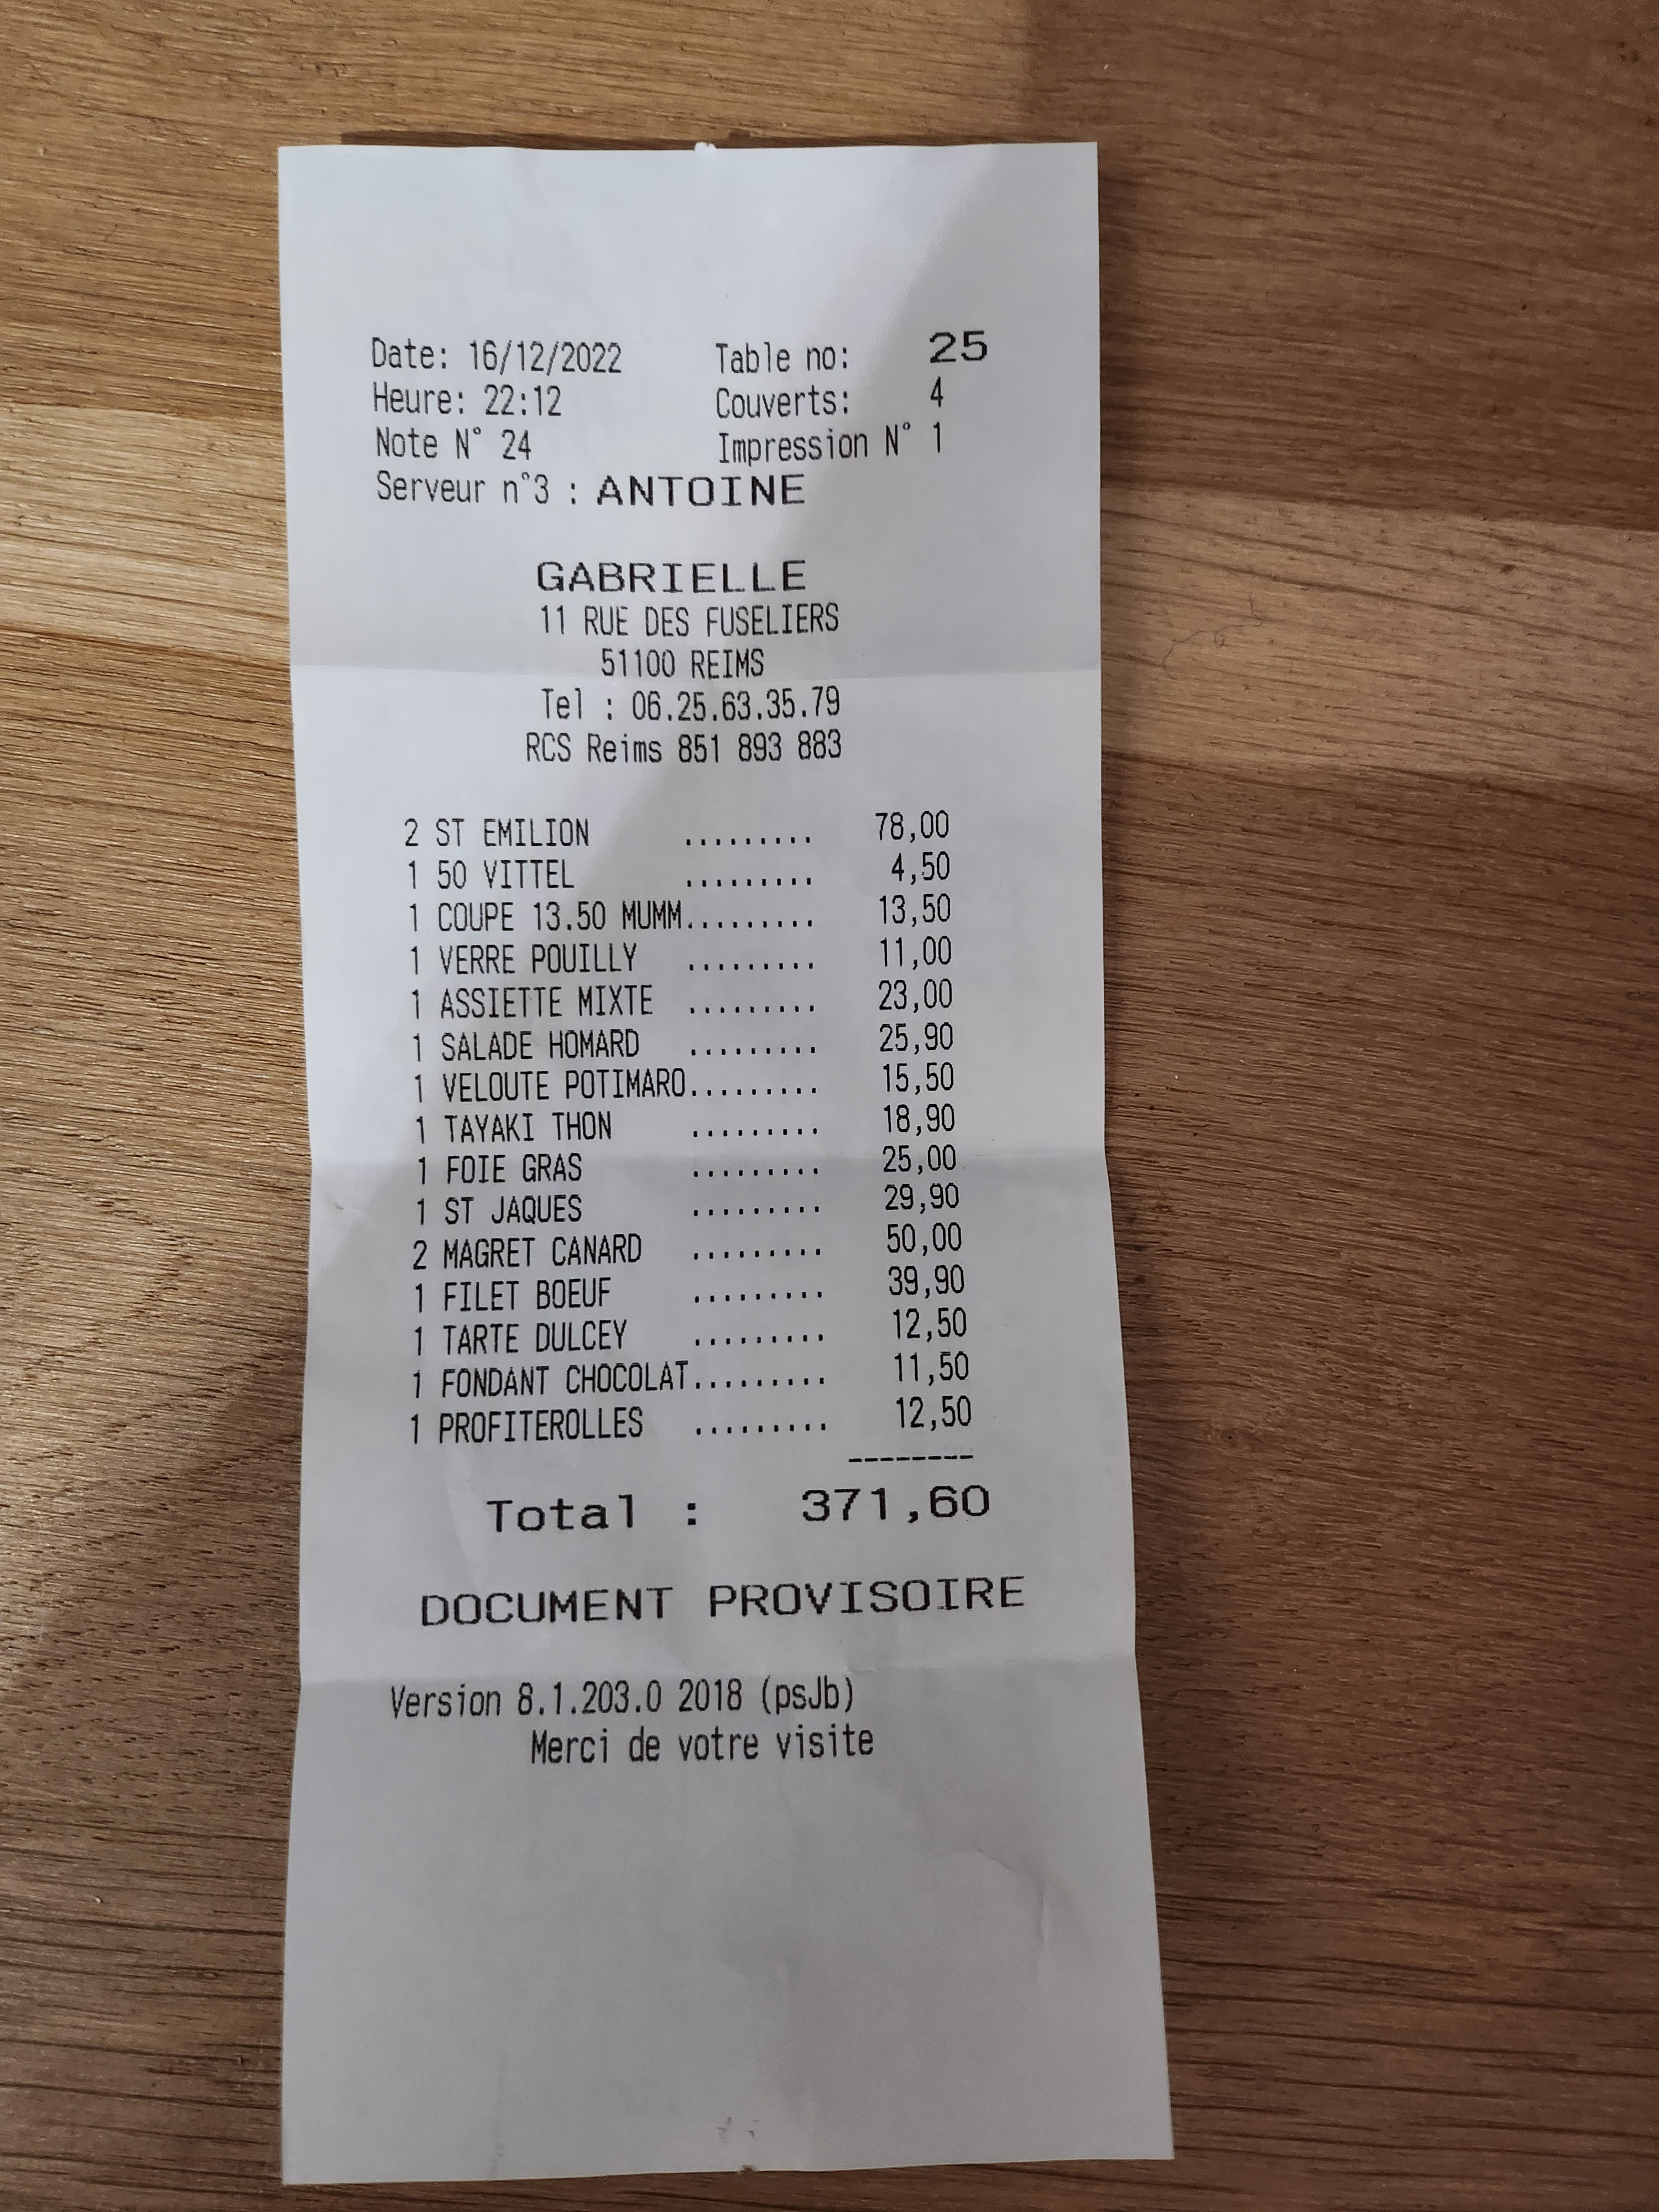 Date: 16/12/2022 Table no: 25
Heure: 22:12 Couverts: 4
Note N° 24 Impression N° 1
Serveur n°3 : ANTOINE
GABRIELLE
11 RUE DES FUSELIERS
51100 REIMS
Tel : 06.25.63.35.79
RCS Reims 851 893 883
2 ST EMILION ......... 78,00
1 50 VITTEL ......... 4,50
1 COUPE 13.50 MUMM......... 13,50
1 VERRE POUILLY ......... 11,00
1 ASSIETTE MIXTE ......... 23,00
1 SALADE HOMARD ......... 25,90
1 VELOUTE POTIMARO......... 15,50
1 TAYAKI THON ......... 18,90
1 FOIE GRAS ......... 25,00
1 ST JAQUES ......... 29,90
2 MAGRET CANARD ......... 50,00
1 FILET BOEUF ......... 39,90
1 TARTE DULCEY ......... 12,50
1 FONDANT CHOCOLAT......... 11,50
1 PROFITEROLLES ......... 12,50
--------
Total : 371,60
DOCUMENT PROVISOIRE
Version 8.1.203.0 2018 (psJb)
Merci de votre visite